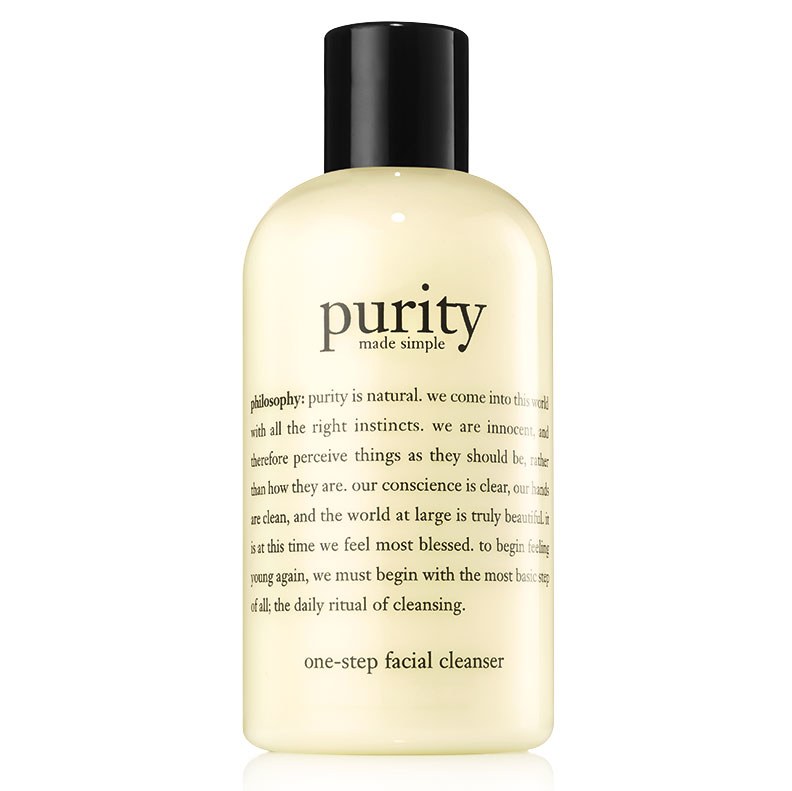 purity
made simple
philosophy: purity is natural. we come into this world
with all the right instincts. we are innocent, and
therefore perceive things as they should be, rather
than how they are. our conscience is clear, our hands
are clean, and the world at large is truly beautiful. it
is at this time we feel most blessed. to begin feeling
young again, we must begin with the most basic step
of all; the daily ritual of cleansing.
one-step facial cleanser